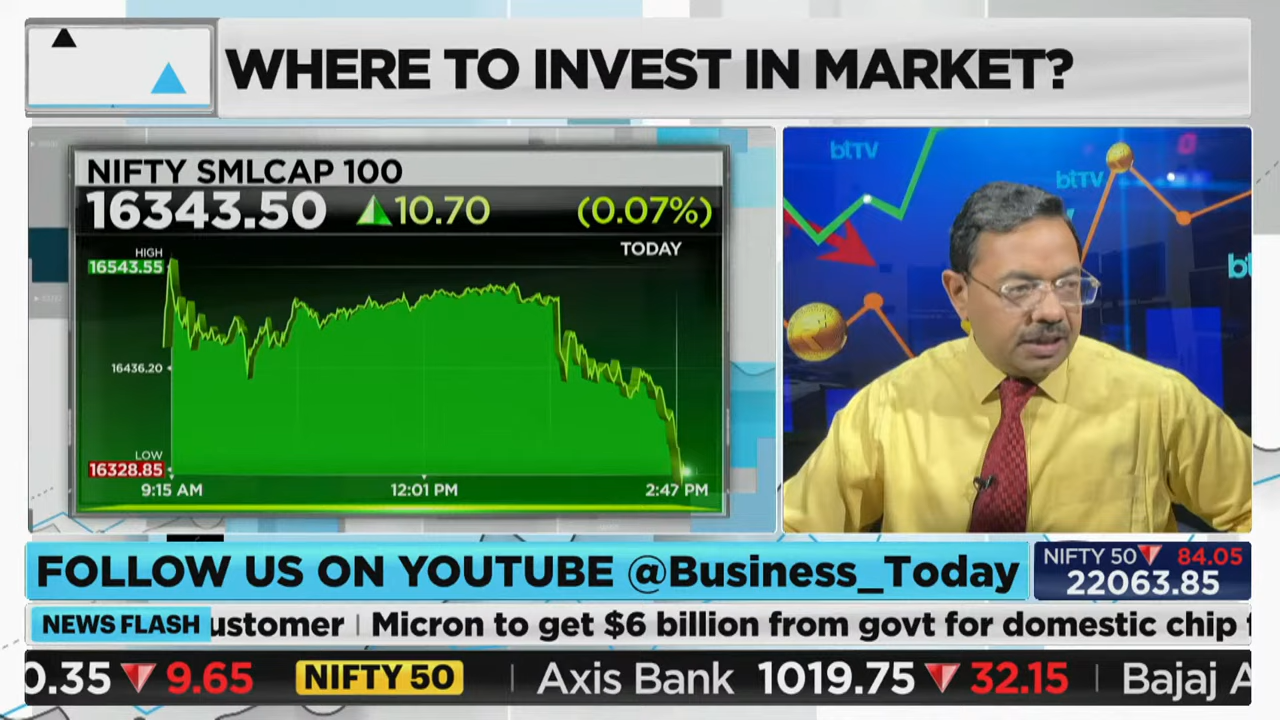 WHERE TO INVEST IN MARKET?
NIFTY SMLCAP 100
16343.50 ▲10.70 (0.07%)
TODAY
HIGH
16543.55
16436.20
LOW
16328.85
9:15 AM 12:01 PM 2:47 PM
btTV
btTV
FOLLOW US ON YOUTUBE @Business_Today
NIFTY 50 ▼ 84.05
22063.85
NEWS FLASH ustomer | Micron to get $6 billion from govt for domestic chip
0.35 ▼ 9.65 NIFTY 50 | Axis Bank 1019.75 ▼ 32.15 | Bajaj A